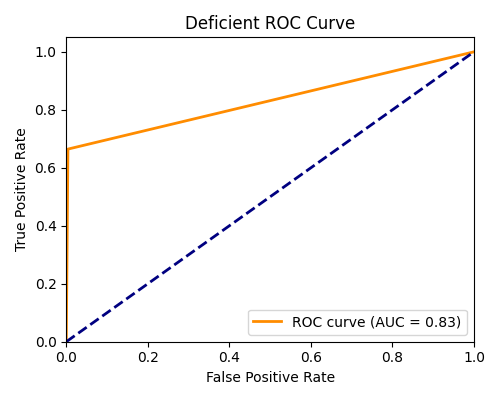 Deficient ROC Curve
True Positive Rate
1.0
0.8
0.6
0.4
0.2
0.0
ROC curve (AUC = 0.83)
0.0 0.2 0.4 0.6 0.8 1.0
False Positive Rate